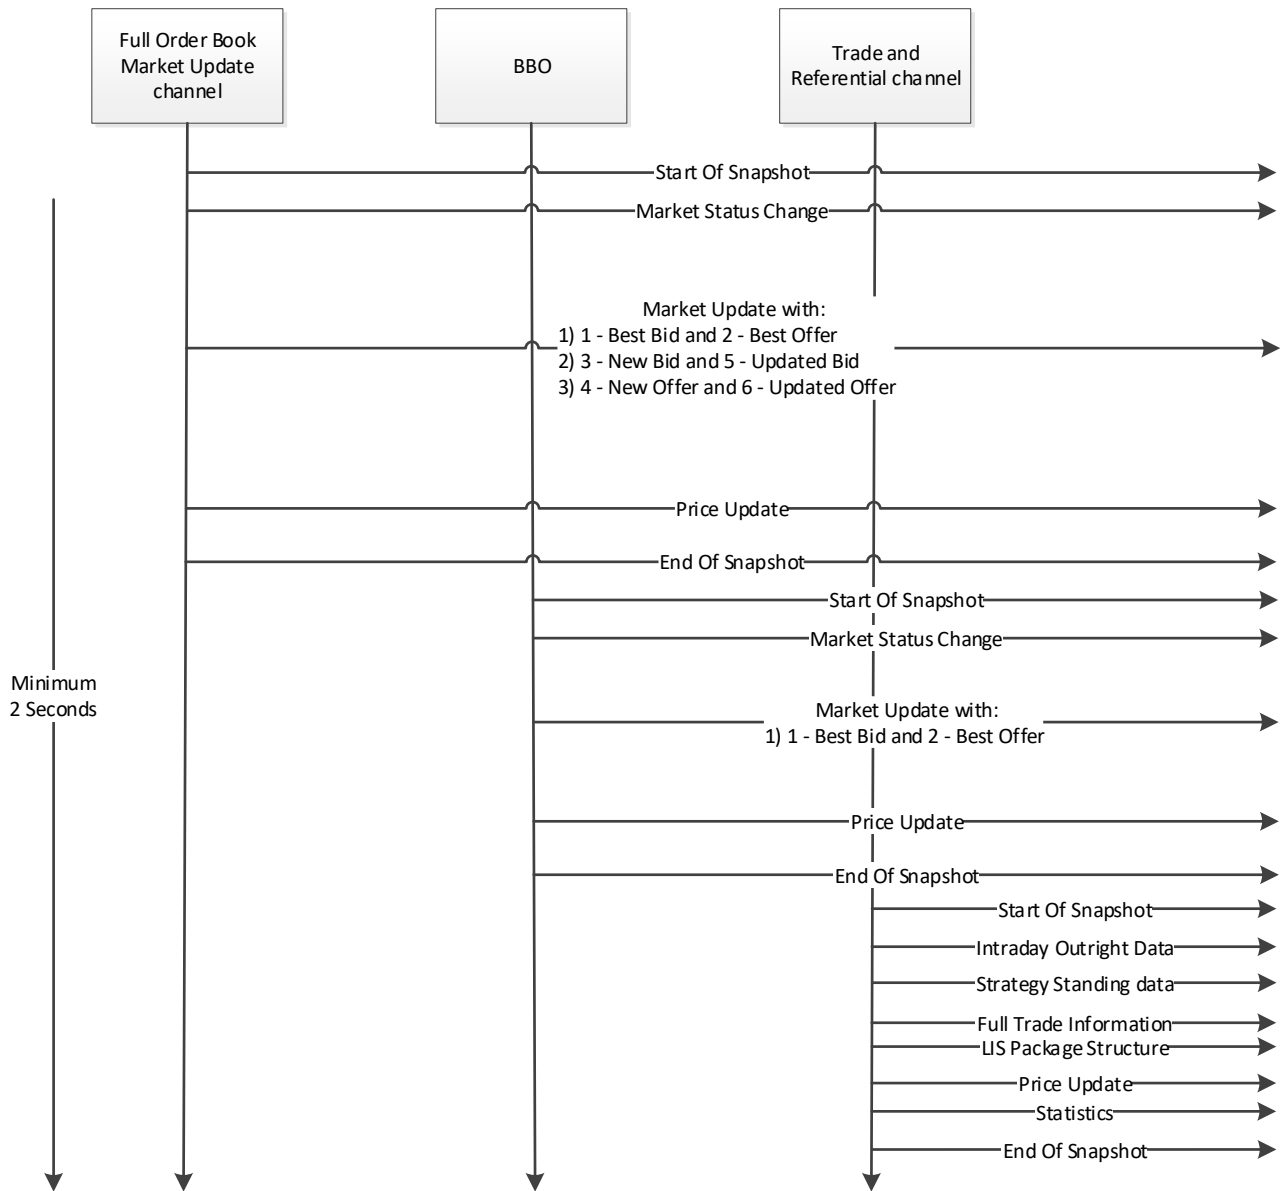 Full Order Book
Market Update
channel
BBO
Trade and
Referential channel
Start Of Snapshot
Market Status Change
Market Update with:
1) 1 - Best Bid and 2 - Best Offer
2) 3 - New Bid and 5 - Updated Bid
3) 4 - New Offer and 6 - Updated Offer
Price Update
End Of Snapshot
Start Of Snapshot
Market Status Change
Minimum
2 Seconds
Market Update with:
1) 1 - Best Bid and 2 - Best Offer
Price Update
End Of Snapshot
Start Of Snapshot
Intraday Outright Data
Strategy Standing data
Full Trade Information
LIS Package Structure
Price Update
Statistics
End Of Snapshot